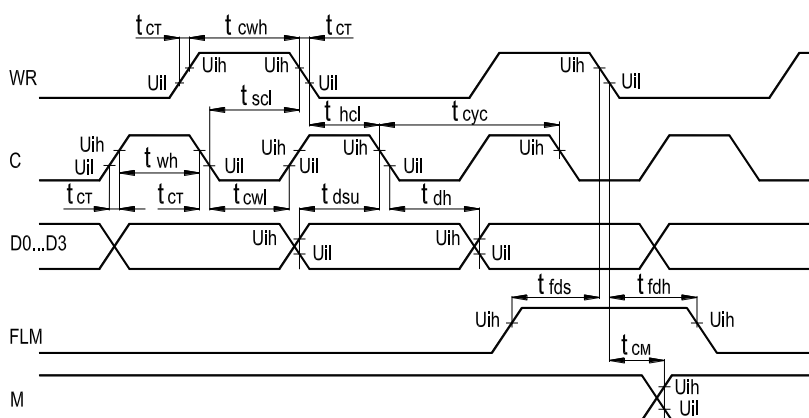 t CT t cwh t CT
WR Uil Uih Uih Uil Uih Uil
t scl t hcl t cyc
C Uih Uil t wh Uih Uil Uih Uil Uih Uil Uih
t CT t CT t cwl t dsu t dh
D0...D3 Uih Uil Uih Uil
t fds t fdh
FLM Uih Uih
t CM
M Uih Uil